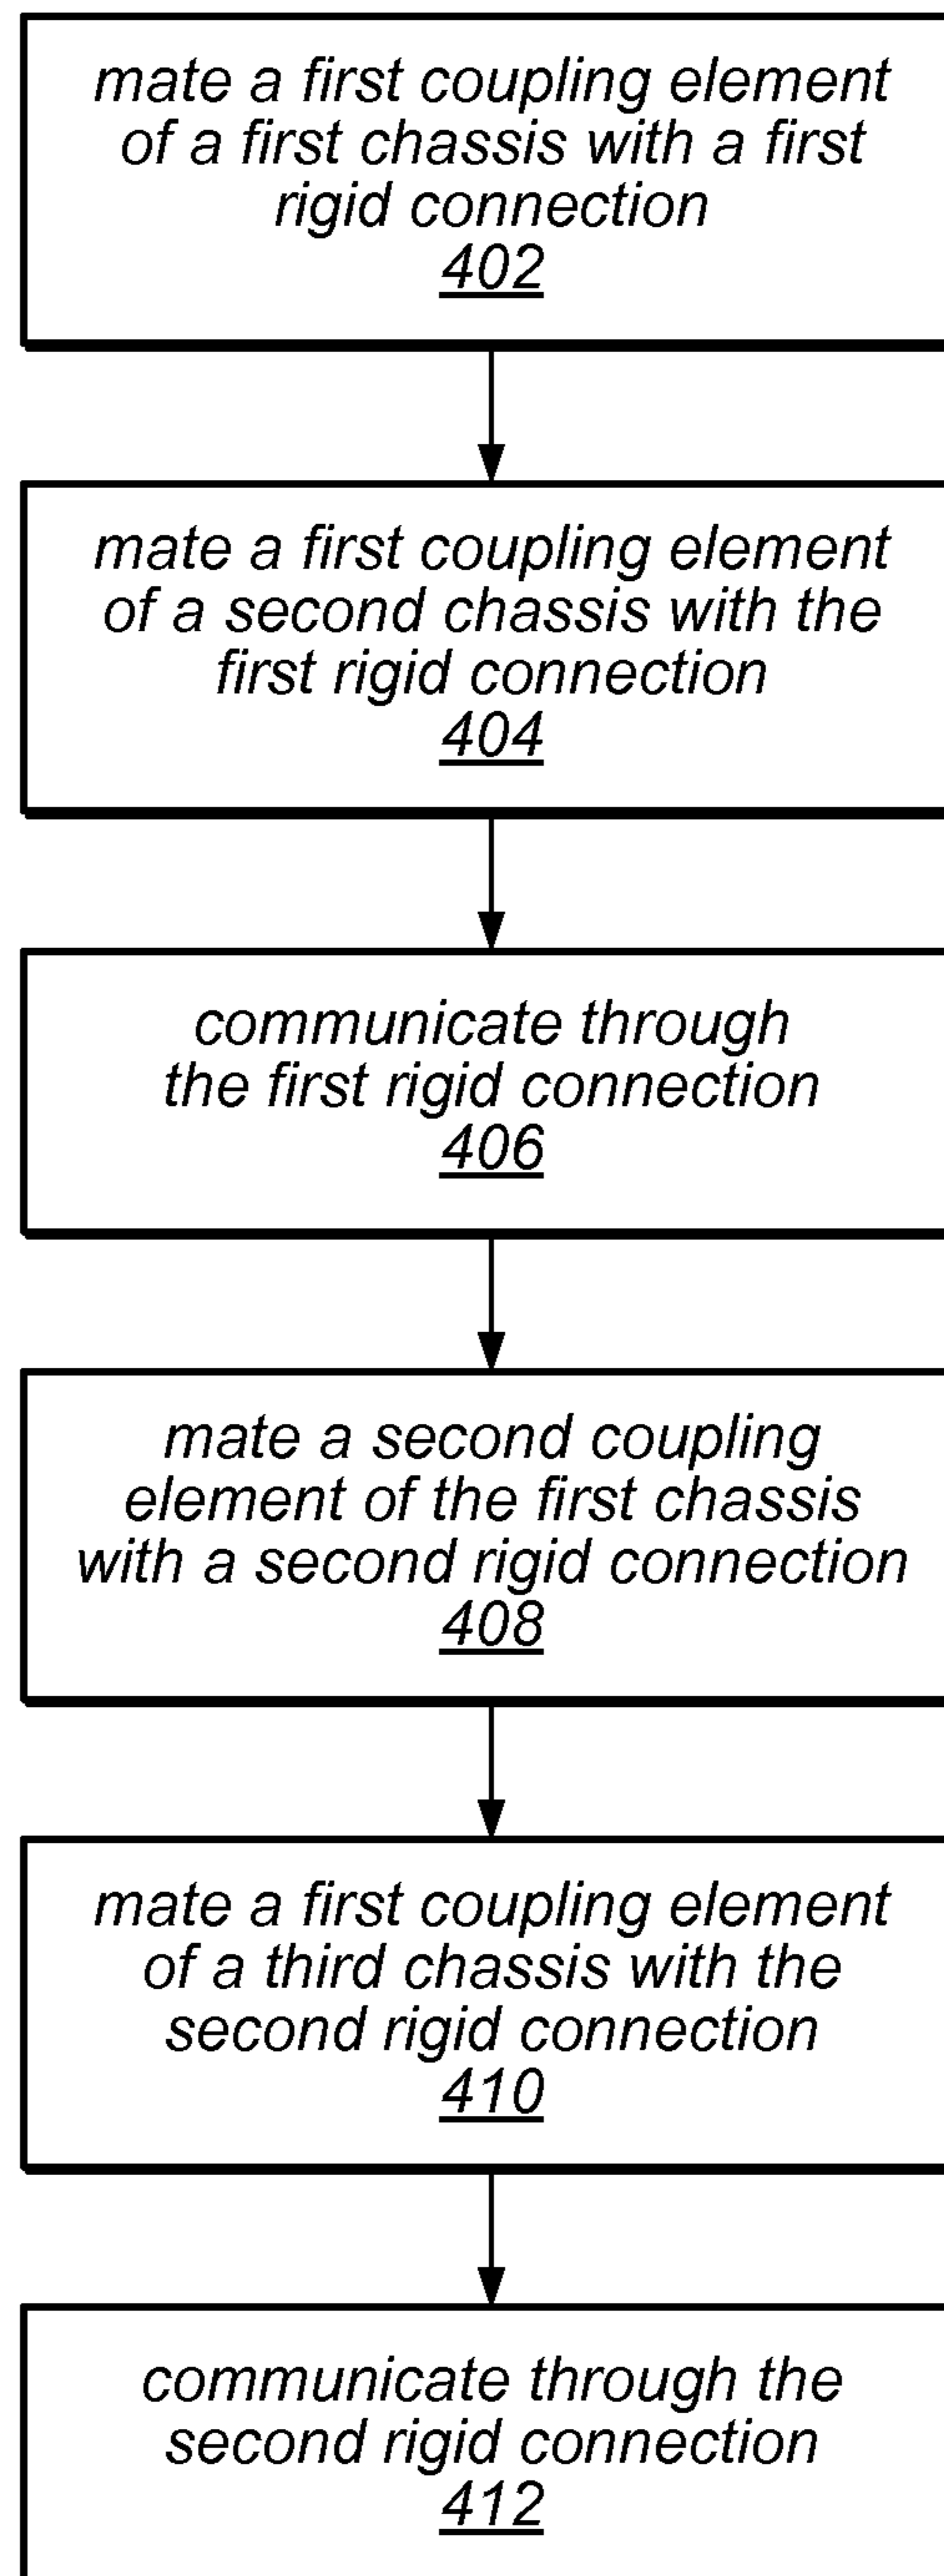 mate a first coupling element
of a first chassis with a first
rigid connection
402
mate a first coupling element
of a second chassis with the
first rigid connection
404
communicate through
the first rigid connection
406
mate a second coupling
element of the first chassis
with a second rigid connection
408
mate a first coupling element
of a third chassis with the
second rigid connection
410
communicate through the
second rigid connection
412